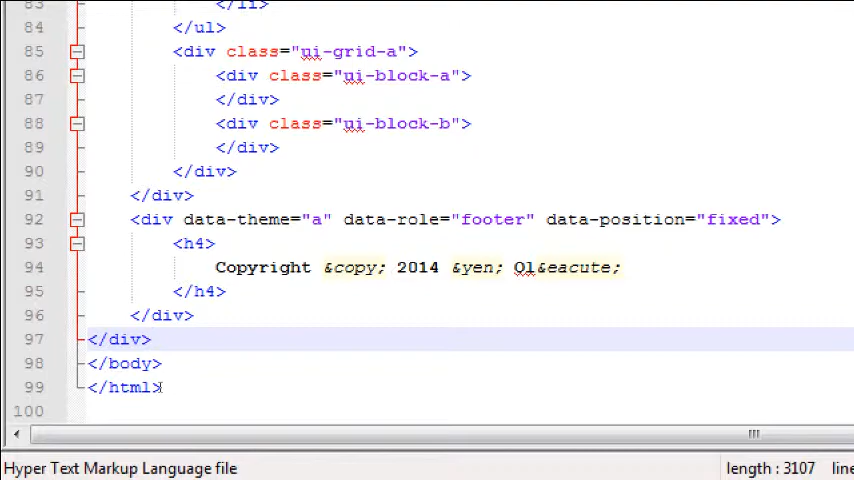 83 </li>
84 </ul>
85 <div class="ui-grid-a">
86 <div class="ui-block-a">
87 </div>
88 <div class="ui-block-b">
89 </div>
90 </div>
91 </div>
92 <div data-theme="a" data-role="footer" data-position="fixed">
93 <h4>
94 Copyright &copy; 2014 &yen; Ol&eacute;
95 </h4>
96 </div>
97 </div>
98 </body>
99 </html>
100
Hyper Text Markup Language file length : 3107 line